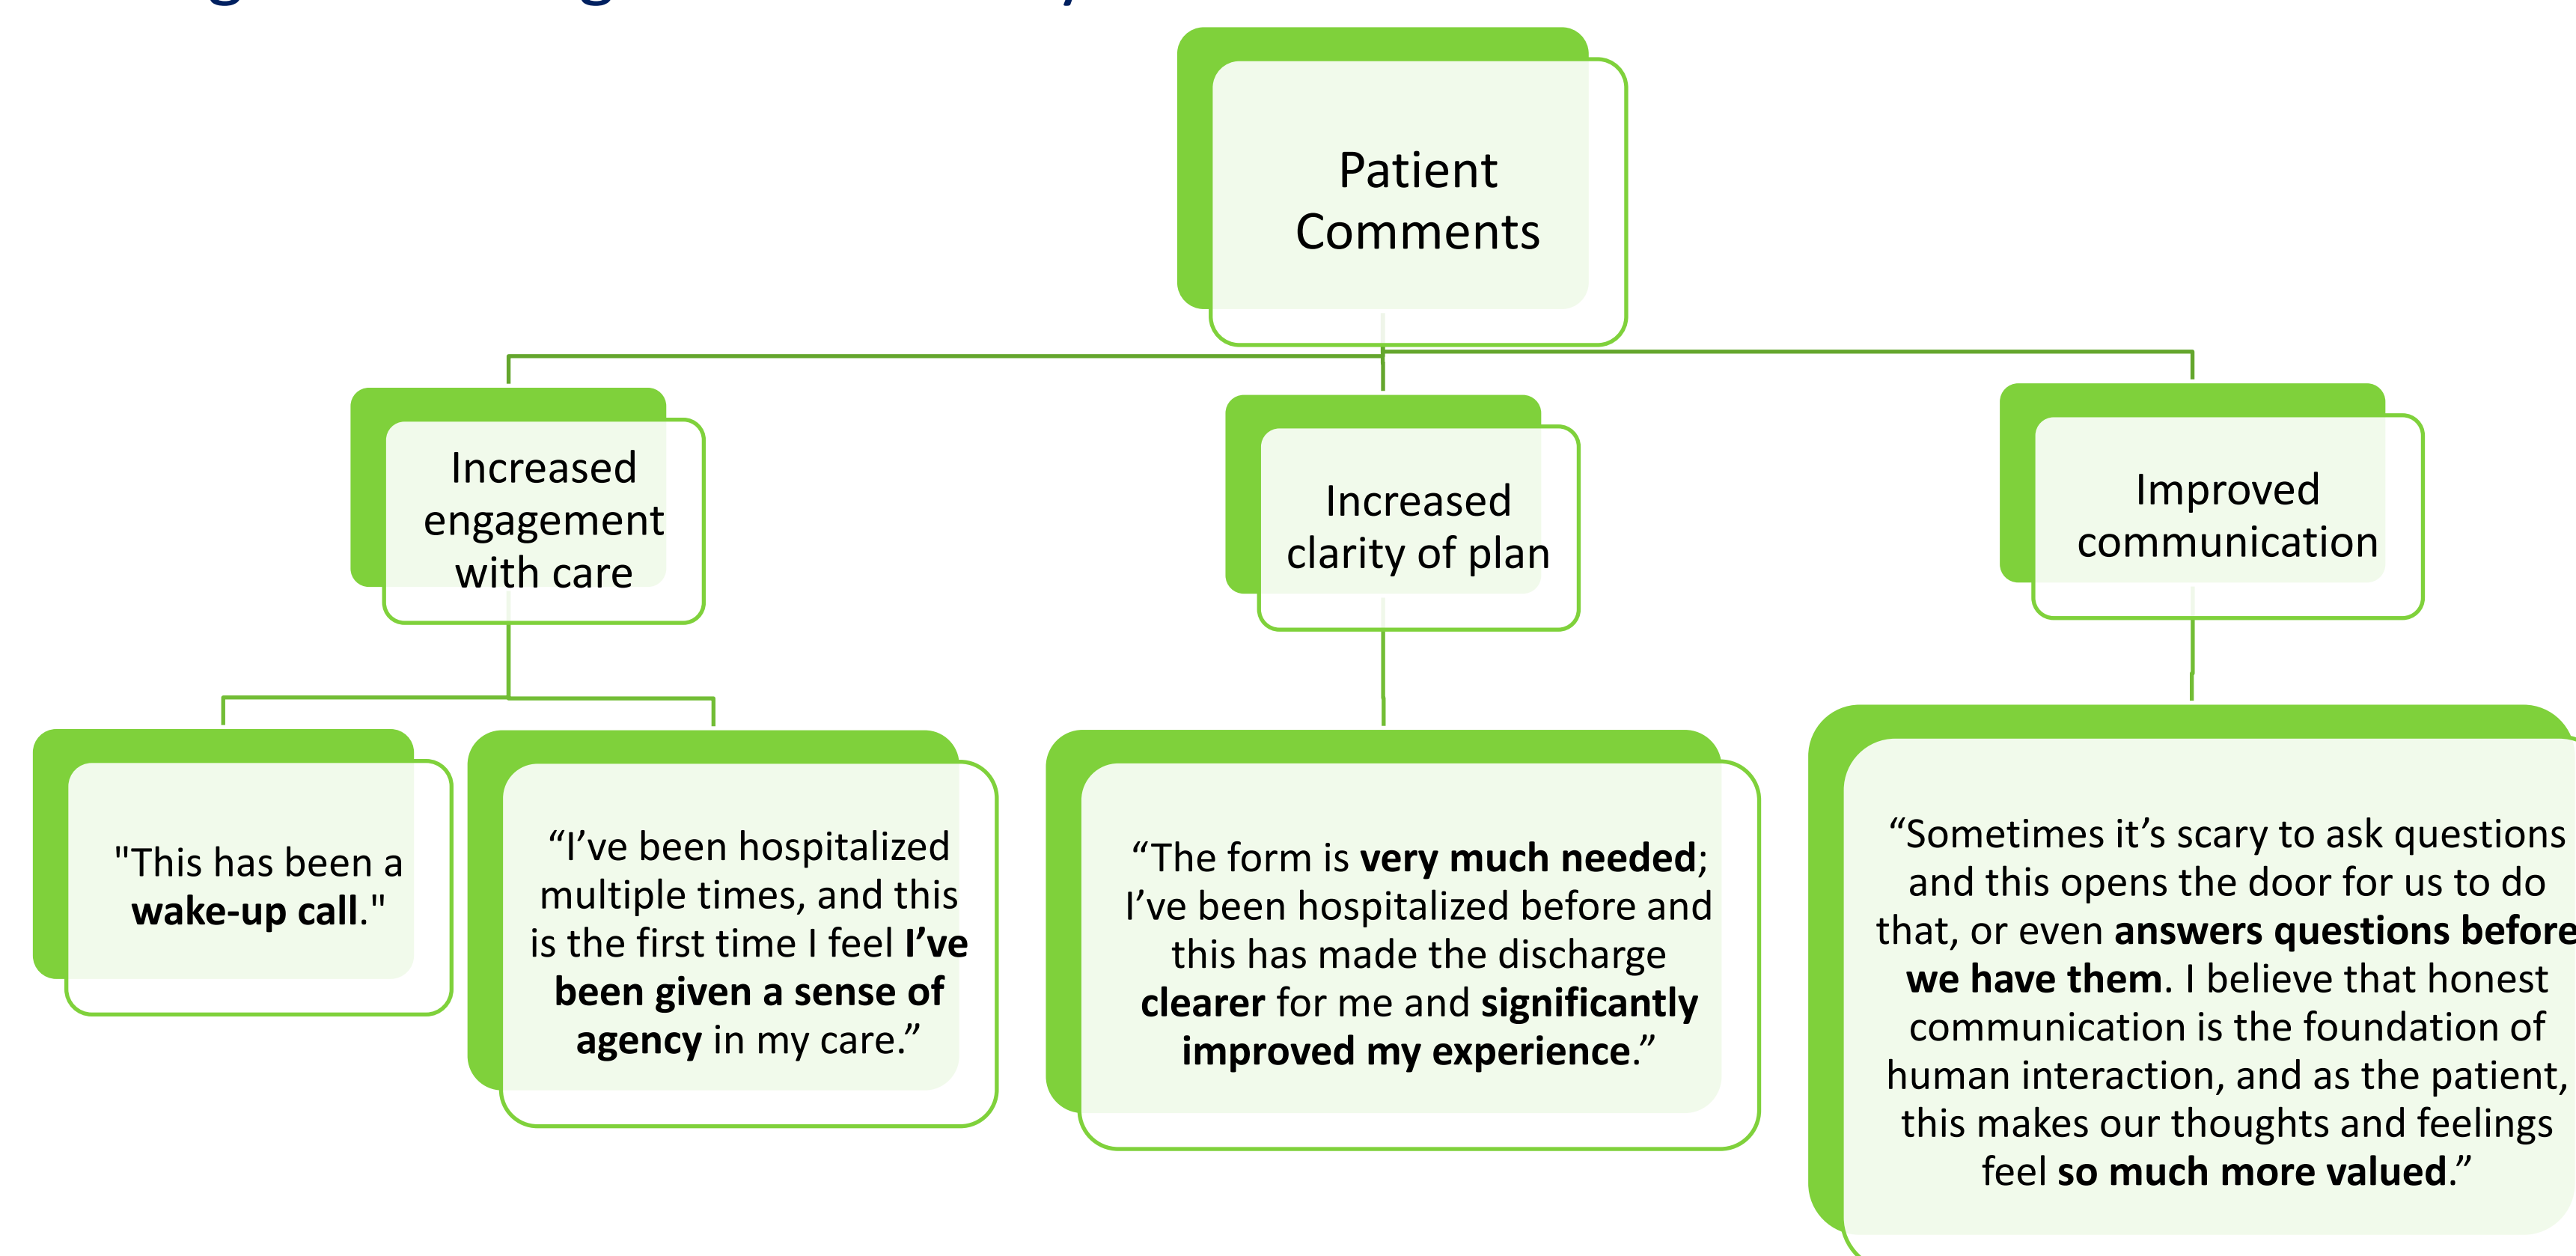 Patient
Comments
Increased
engagement
with care
Increased
clarity of plan
Improved
communication
"This has been a
wake-up call."
“I’ve been hospitalized
multiple times, and this
is the first time I feel I’ve
been given a sense of
agency in my care.”
“The form is very much needed;
I’ve been hospitalized before and
this has made the discharge
clearer for me and significantly
improved my experience.”
“Sometimes it’s scary to ask questions
and this opens the door for us to do
that, or even answers questions before
we have them. I believe that honest
communication is the foundation of
human interaction, and as the patient,
this makes our thoughts and feelings
feel so much more valued.”